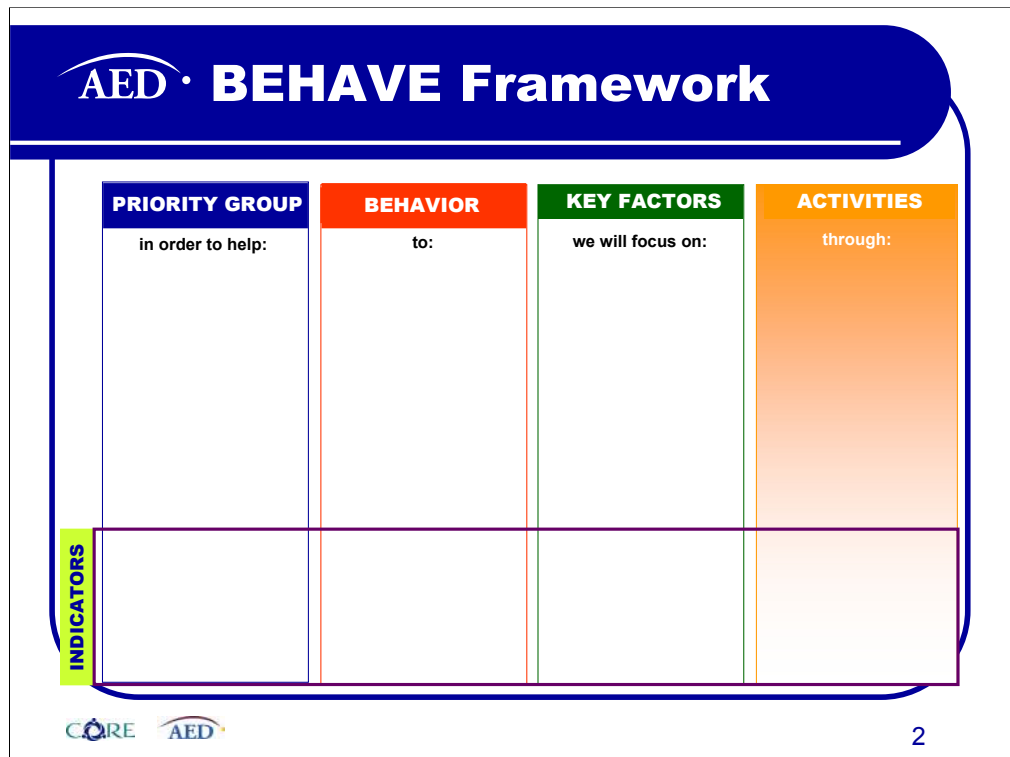 AED BEHAVE Framework
PRIORITY GROUP
in order to help:
BEHAVIOR
to:
KEY FACTORS
we will focus on:
ACTIVITIES
through:
INDICATORS
CORE AED
2